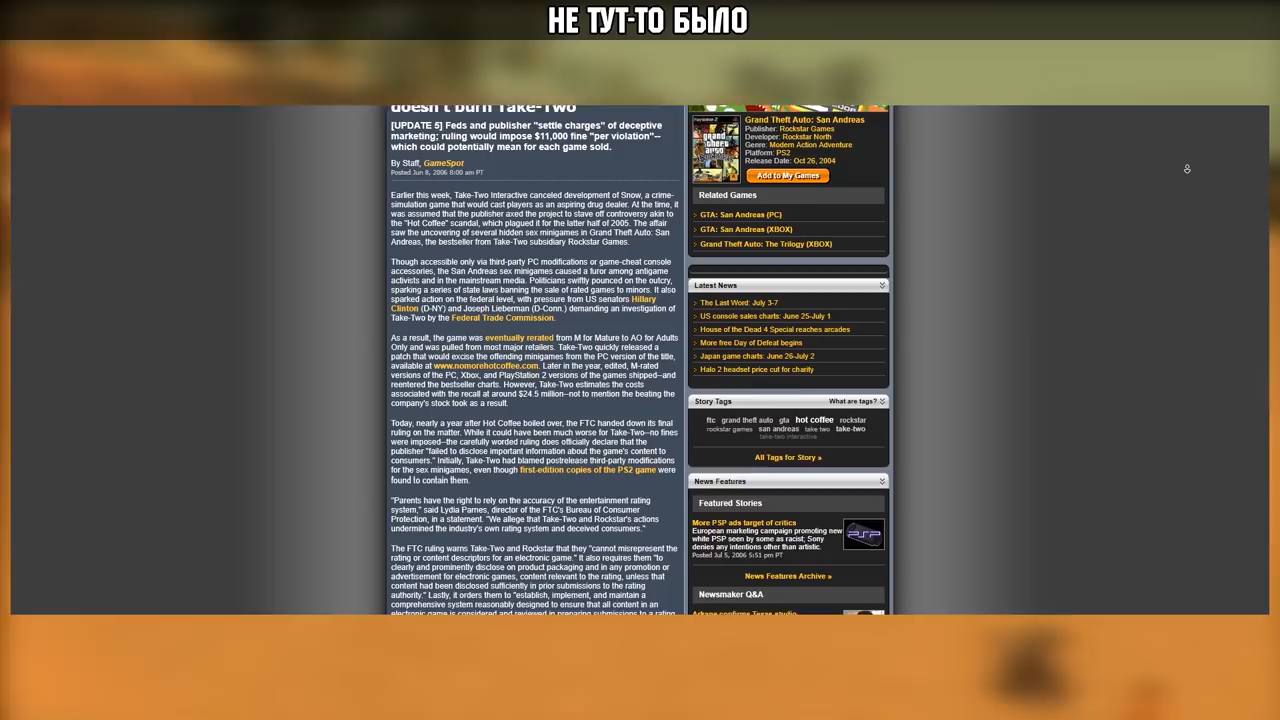 НЕ ТУТ-ТО БЫЛО
doesn't burn Take-Two
[UPDATE 5] Feds and publisher "settle charges" of deceptive
marketing; ruling would impose $11,000 fine "per violation"--
which could potentially mean for each game sold.
By Staff, GameSpot
Posted Jun 8, 2006 8:00 am PT
Earlier this week, Take-Two Interactive canceled development of Snow, a crime-
simulation game that would cast players as an aspiring drug dealer. At the time, it
was assumed that the publisher axed the project to stave off controversy akin to
the "Hot Coffee" scandal, which plagued it for the latter half of 2005. The affair
saw the uncovering of several hidden sex minigames in Grand Theft Auto: San
Andreas, the bestseller from Take-Two subsidiary Rockstar Games.
Though accessible only via third-party PC modifications or game-cheat console
accessories, the San Andreas sex minigames caused a furor among antigame
activists and in the mainstream media. Politicians swiftly pounced on the outcry,
sparking a series of state laws banning the sale of rated games to minors. It also
sparked action on the federal level, with pressure from US senators Hillary
Clinton (D-NY) and Joseph Lieberman (D-Conn.) demanding an investigation of
Take-Two by the Federal Trade Commission.
As a result, the game was eventually rerated from M for Mature to AO for Adults
Only and was pulled from most major retailers. Take-Two quickly released a
patch that would excise the offending minigames from the PC version of the title,
available at www.nomorehotcoffee.com. Later in the year, edited, M-rated
versions of the PC, Xbox, and PlayStation 2 versions of the games shipped--and
reentered the bestseller charts. However, Take-Two estimates the costs
associated with the recall at around $24.5 million--not to mention the beating the
company's stock took as a result.
Today, nearly a year after Hot Coffee boiled over, the FTC handed down its final
ruling on the matter. While it could have been much worse for Take-Two--no fines
were imposed--the carefully worded ruling does officially declare that the
publisher "failed to disclose important information about the game's content to
consumers." Initially, Take-Two had blamed postrelease third-party modifications
for the sex minigames, even though first-edition copies of the PS2 game were
found to contain them.
"Parents have the right to rely on the accuracy of the entertainment rating
system," said Lydia Parnes, director of the FTC's Bureau of Consumer
Protection, in a statement. "We allege that Take-Two and Rockstar's actions
undermined the industry's own rating system and deceived consumers."
The FTC ruling warns Take-Two and Rockstar that they "cannot misrepresent the
rating or content descriptors for an electronic game." It also requires them "to
clearly and prominently disclose on product packaging and in any promotion or
advertisement for electronic games, content relevant to the rating, unless that
content had been disclosed sufficiently in prior submissions to the rating
authority." Lastly, it orders them to "establish, implement, and maintain a
comprehensive system reasonably designed to ensure that all content in an
electronic game is considered and reviewed in preparing submissions to a rating
Grand Theft Auto: San Andreas
Publisher: Rockstar Games
Developer: Rockstar North
Genre: Modern Action Adventure
Platform: PS2
Release Date: Oct 26, 2004
Add to My Games
Related Games
GTA: San Andreas (PC)
GTA: San Andreas (XBOX)
Grand Theft Auto: The Trilogy (XBOX)
Latest News
The Last Word: July 3-7
US console sales charts: June 25-July 1
House of the Dead 4 Special reaches arcades
More free Day of Defeat begins
Japan game charts: June 26-July 2
Halo 2 headset price cut for charity
Story Tags What are tags?
ftc grand theft auto gta hot coffee rockstar
rockstar games san andreas take two take-two
take-two interactive
All Tags for Story »
News Features
Featured Stories
More PSP ads target of critics
European marketing campaign promoting new
white PSP seen by some as racist; Sony
denies any intentions other than artistic.
Posted Jul 5, 2006 5:51 pm PT
PSP
News Features Archive »
Newsmaker Q&A
Arkane confirms Texas studio